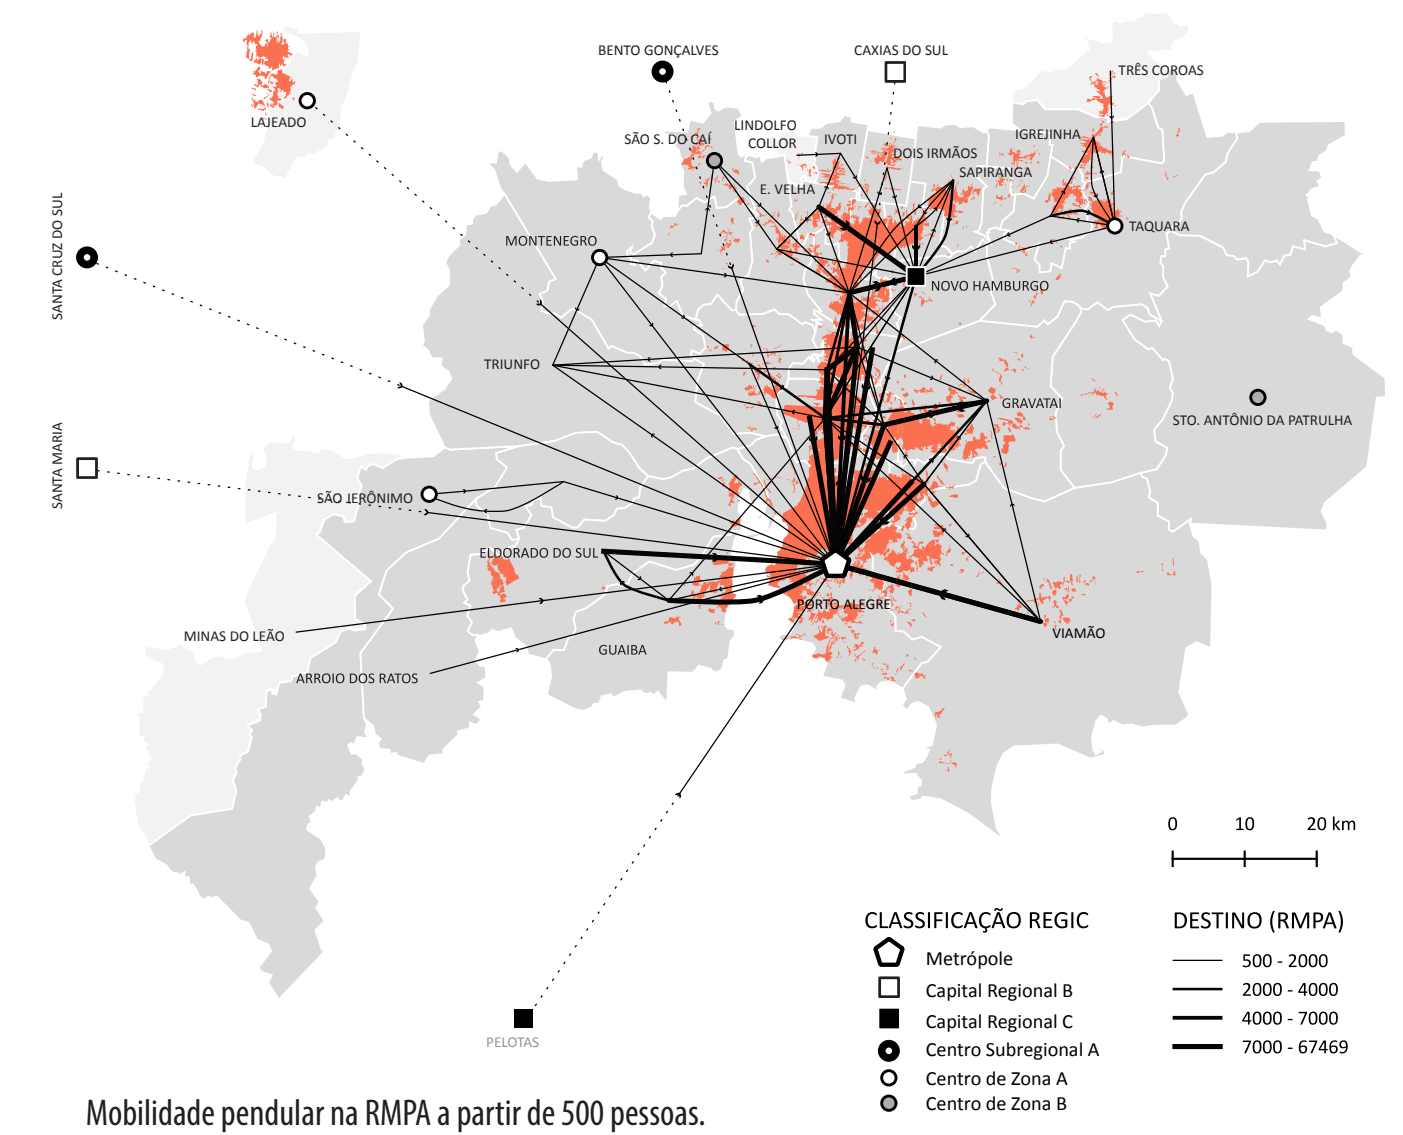 BENTO GONÇALVES
CAXIAS DO SUL
TRÊS COROAS
LAJEADO
SÃO S. DO CAÍ
LINDOLFO
COLLOR
IVOTI
DOIS IRMÃOS
IGREJINHA
SAPIRANGA
E. VELHA
TAQUARA
SANTA CRUZ DO SUL
MONTENEGRO
NOVO HAMBURGO
TRIUNFO
GRAVATAI
STO. ANTÔNIO DA PATRULHA
SANTA MARIA
SÃO JERÔNIMO
ELDORADO DO SUL
PORTO ALEGRE
VIAMÃO
MINAS DO LEÃO
GUAIBA
ARROIO DOS RATOS
PELOTAS
0 10 20 km
CLASSIFICAÇÃO REGIC
Metrópole
Capital Regional B
Capital Regional C
Centro Subregional A
Centro de Zona A
Centro de Zona B
DESTINO (RMPA)
500 - 2000
2000 - 4000
4000 - 7000
7000 - 67469
Mobilidade pendular na RMPA a partir de 500 pessoas.